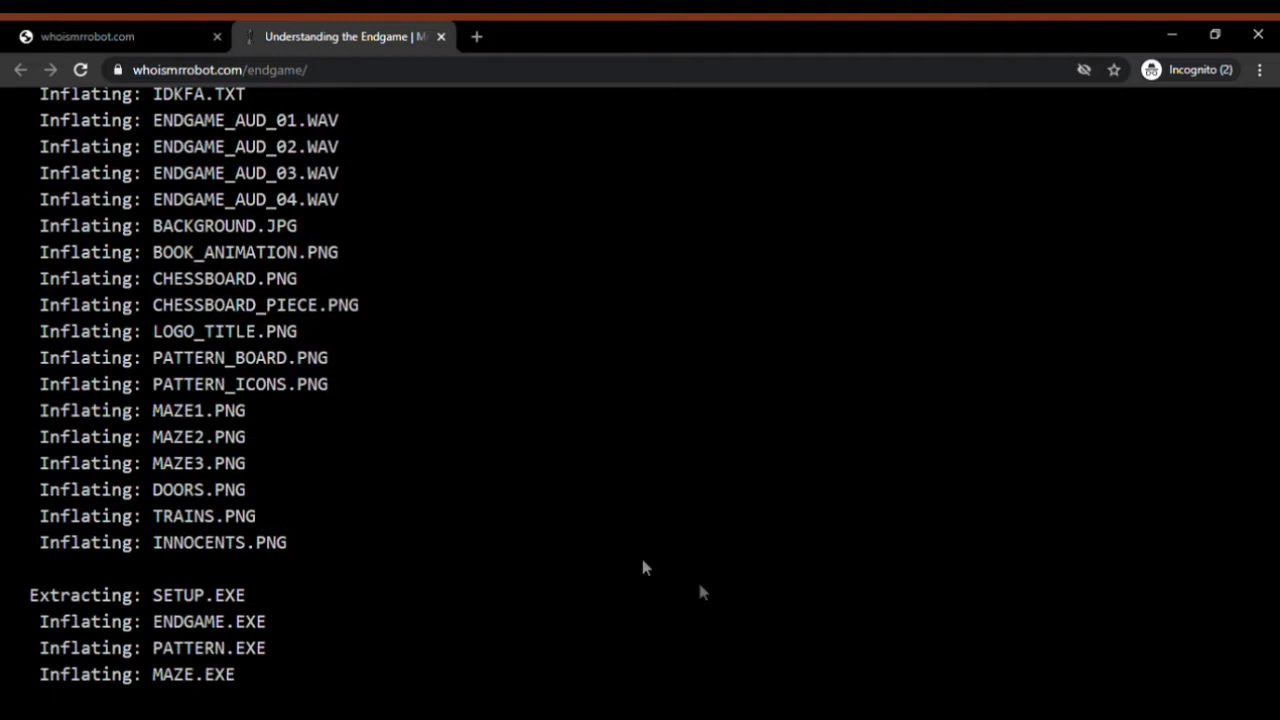 whoismrrobot.com
Understanding the Endgame | M
whoismrrobot.com/endgame/
Incognito (2)
Inflating: IDKFA.TXT
Inflating: ENDGAME_AUD_01.WAV
Inflating: ENDGAME_AUD_02.WAV
Inflating: ENDGAME_AUD_03.WAV
Inflating: ENDGAME_AUD_04.WAV
Inflating: BACKGROUND.JPG
Inflating: BOOK_ANIMATION.PNG
Inflating: CHESSBOARD.PNG
Inflating: CHESSBOARD_PIECE.PNG
Inflating: LOGO_TITLE.PNG
Inflating: PATTERN_BOARD.PNG
Inflating: PATTERN_ICONS.PNG
Inflating: MAZE1.PNG
Inflating: MAZE2.PNG
Inflating: MAZE3.PNG
Inflating: DOORS.PNG
Inflating: TRAINS.PNG
Inflating: INNOCENTS.PNG
Extracting: SETUP.EXE
Inflating: ENDGAME.EXE
Inflating: PATTERN.EXE
Inflating: MAZE.EXE